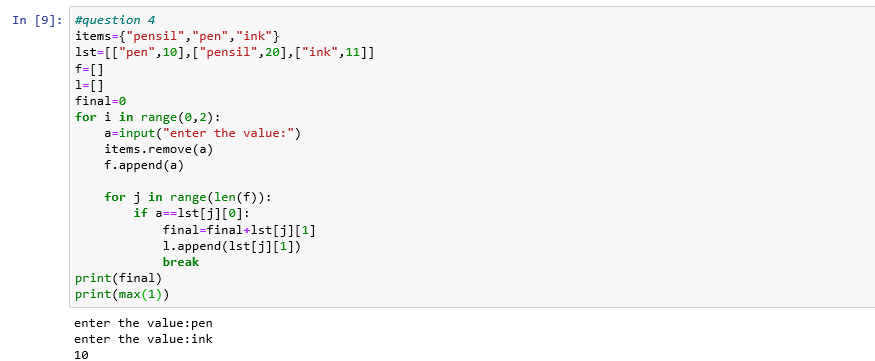 In [9]: #question 4
items={"pensil","pen","ink"}
lst=[["pen",10],["pensil",20],["ink",11]]
f=[]
l=[]
final=0
for i in range(0,2):
    a=input("enter the value:")
    items.remove(a)
    f.append(a)
    for j in range(len(f)):
        if a==lst[j][0]:
            final=final+lst[j][1]
            l.append(lst[j][1])
            break
print(final)
print(max(1))
enter the value:pen
enter the value:ink
10